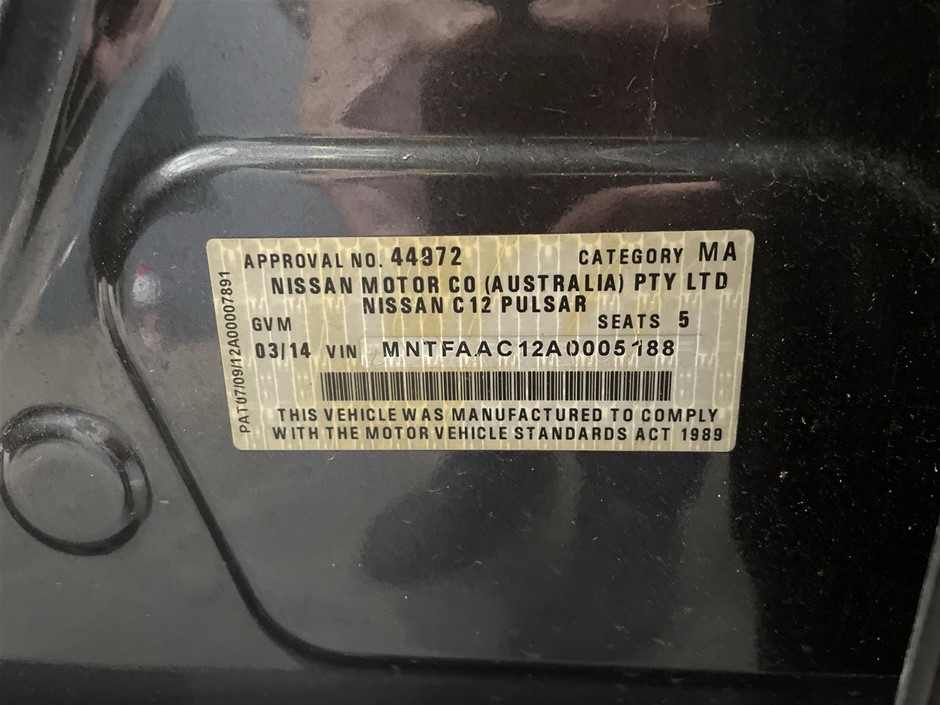 APPROVAL NO. 44972 CATEGORY MA
NISSAN MOTOR CO (AUSTRALIA) PTY LTD
NISSAN C12 PULSAR
GVM SEATS 5
03/14 VIN MNTFAAC12A0005188
THIS VEHICLE WAS MANUFACTURED TO COMPLY
WITH THE MOTOR VEHICLE STANDARDS ACT 1989
PAT07/09/12A00007891